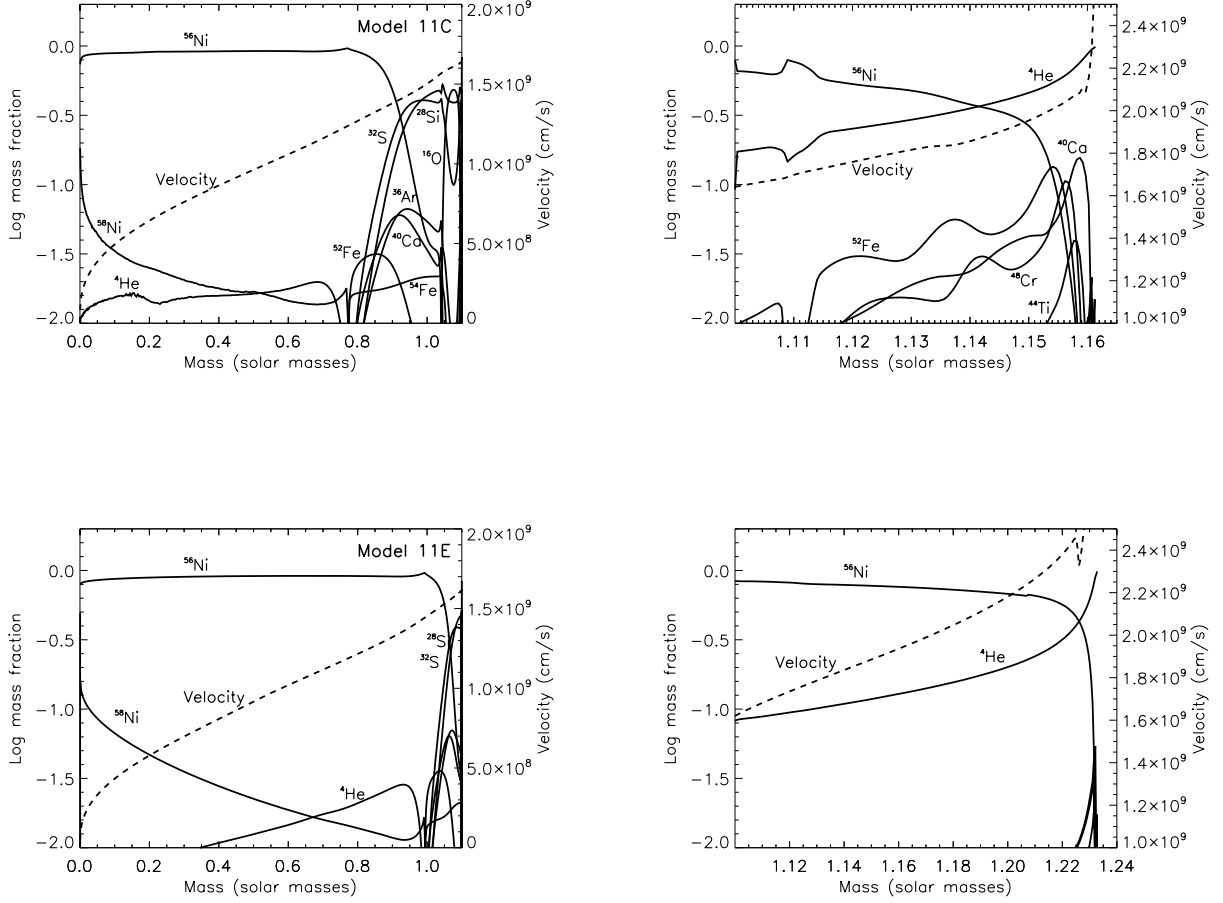 Model 11C
⁵⁶Ni
Velocity
⁵⁸Ni
⁴He
³²S
²⁸Si
¹⁶O
³⁶Ar
⁴⁰Ca
⁵²Fe
⁵⁴Fe
Log mass fraction
0.0
−0.5
−1.0
−1.5
−2.0
0.0 0.2 0.4 0.6 0.8 1.0
Mass (solar masses)
2.0×10⁹
1.5×10⁹
1.0×10⁹
5.0×10⁸
0
Velocity (cm/s)
⁵⁶Ni
⁴He
Velocity
⁴⁰Ca
⁵²Fe
⁴⁸Cr
⁴⁴Ti
Log mass fraction
0.0
−0.5
−1.0
−1.5
−2.0
1.11 1.12 1.13 1.14 1.15 1.16
Mass (solar masses)
2.4×10⁹
2.2×10⁹
2.0×10⁹
1.8×10⁹
1.6×10⁹
1.4×10⁹
1.2×10⁹
1.0×10⁹
Velocity (cm/s)
Model 11E
⁵⁶Ni
²⁸S
³²S
Velocity
⁵⁸Ni
⁴He
Log mass fraction
0.0
−0.5
−1.0
−1.5
−2.0
0.0 0.2 0.4 0.6 0.8 1.0
Mass (solar masses)
2.0×10⁹
1.5×10⁹
1.0×10⁹
5.0×10⁸
0
Velocity (cm/s)
⁵⁶Ni
Velocity
⁴He
Log mass fraction
0.0
−0.5
−1.0
−1.5
−2.0
1.12 1.14 1.16 1.18 1.20 1.22 1.24
Mass (solar masses)
2.4×10⁹
2.2×10⁹
2.0×10⁹
1.8×10⁹
1.6×10⁹
1.4×10⁹
1.2×10⁹
1.0×10⁹
Velocity (cm/s)